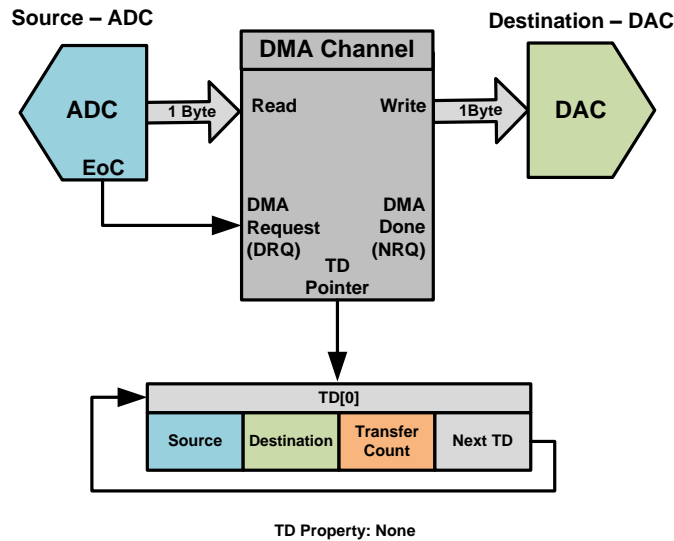 Source – ADC
Destination – DAC
DMA Channel
ADC
1 Byte
Read
Write
1Byte
DAC
EoC
DMA
Request
(DRQ)
DMA
Done
(NRQ)
TD
Pointer
TD[0]
Source
Destination
Transfer
Count
Next TD
TD Property: None